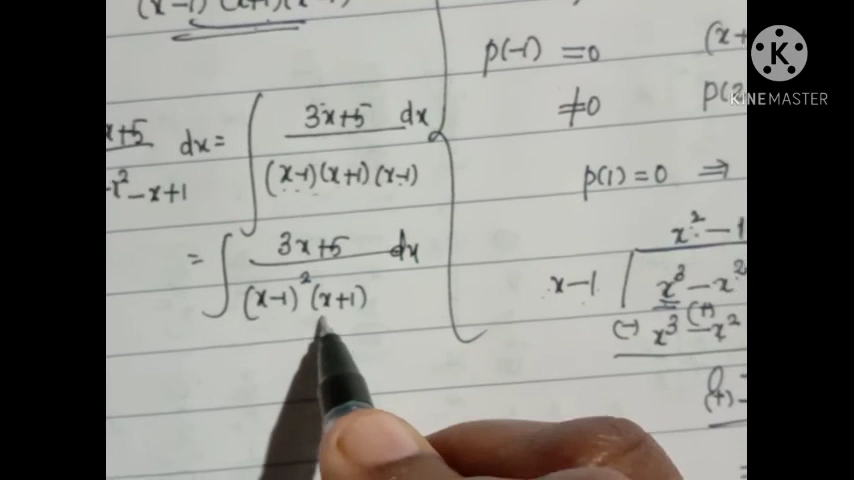 (x-1) (x+1)(x-1)
x+5 dx = ∫ 3x+5 dx
-x² - x + 1 (x-1)(x+1)(x-1)
= ∫ 3x+5 dx
(x-1)² (x+1)
p(-1) = 0 (x+
≠0 p(2
p(1) = 0 ⇒
x² - 1
x-1 x³ - x²
(-) x³ (+) -x²
(+) -
K
KINEMASTER